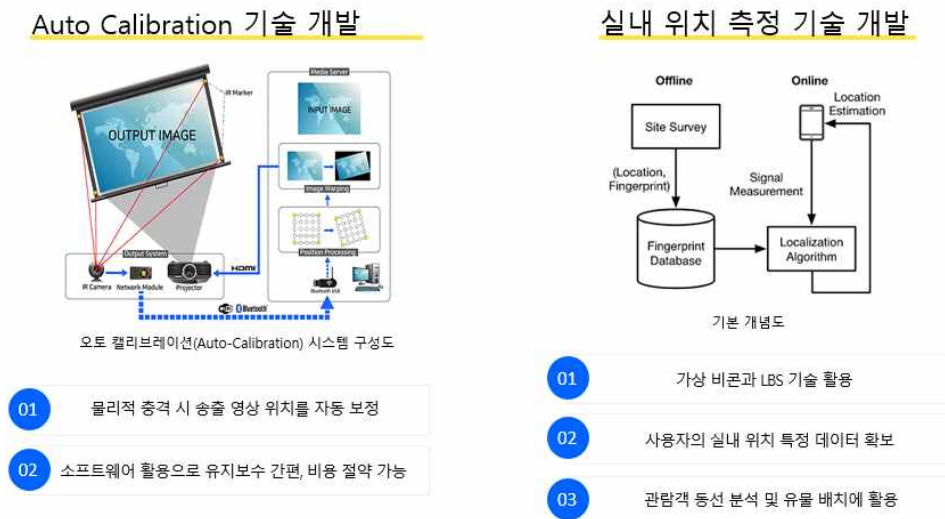 Auto Calibration 기술 개발
Media Server
IR Marker
INPUT IMAGE
OUTPUT IMAGE
Image Warping
Position Processing
Output System
HDMI
IR Camera
Network Module
Projector
Bluetooth USB
Bluetooth
오토 캘리브레이션(Auto-Calibration) 시스템 구성도
01
물리적 충격 시 송출 영상 위치를 자동 보정
02
소프트웨어 활용으로 유지보수 간편, 비용 절약 가능
실내 위치 측정 기술 개발
Offline
Online
Location
Estimation
Site Survey
(Location,
Fingerprint)
Signal
Measurement
Fingerprint
Database
Localization
Algorithm
기본 개념도
01
가상 비콘과 LBS 기술 활용
02
사용자의 실내 위치 특정 데이터 확보
03
관람객 동선 분석 및 유물 배치에 활용